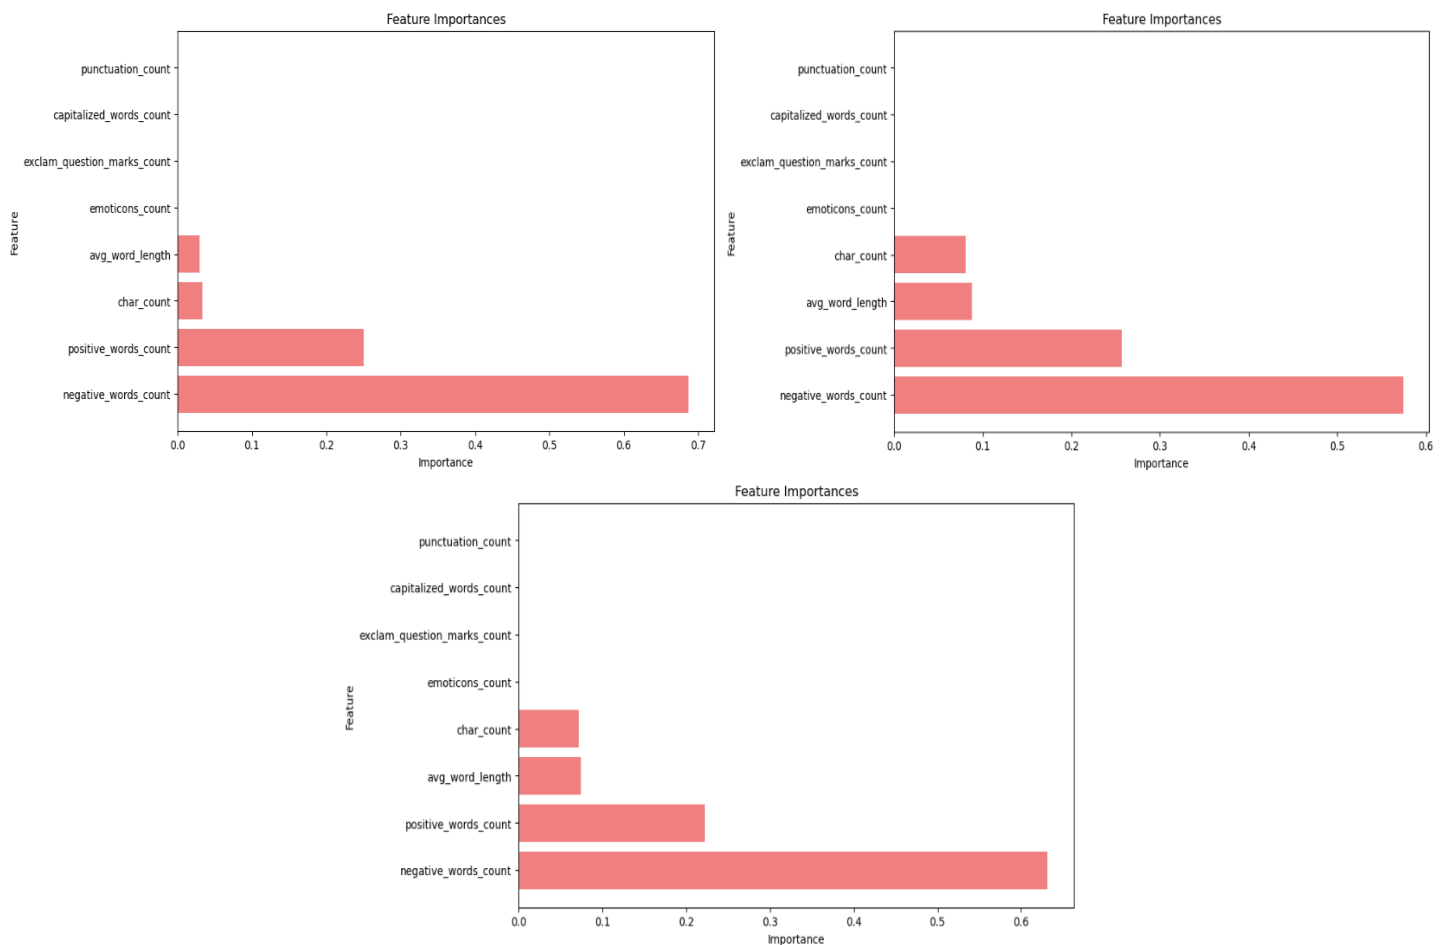 Feature Importances
punctuation_count
capitalized_words_count
exclam_question_marks_count
emoticons_count
avg_word_length
char_count
positive_words_count
negative_words_count
Feature
0.0 0.1 0.2 0.3 0.4 0.5 0.6 0.7
Importance
Feature Importances
punctuation_count
capitalized_words_count
exclam_question_marks_count
emoticons_count
char_count
avg_word_length
positive_words_count
negative_words_count
Feature
0.0 0.1 0.2 0.3 0.4 0.5 0.6
Importance
Feature Importances
punctuation_count
capitalized_words_count
exclam_question_marks_count
emoticons_count
char_count
avg_word_length
positive_words_count
negative_words_count
Feature
0.0 0.1 0.2 0.3 0.4 0.5 0.6
Importance